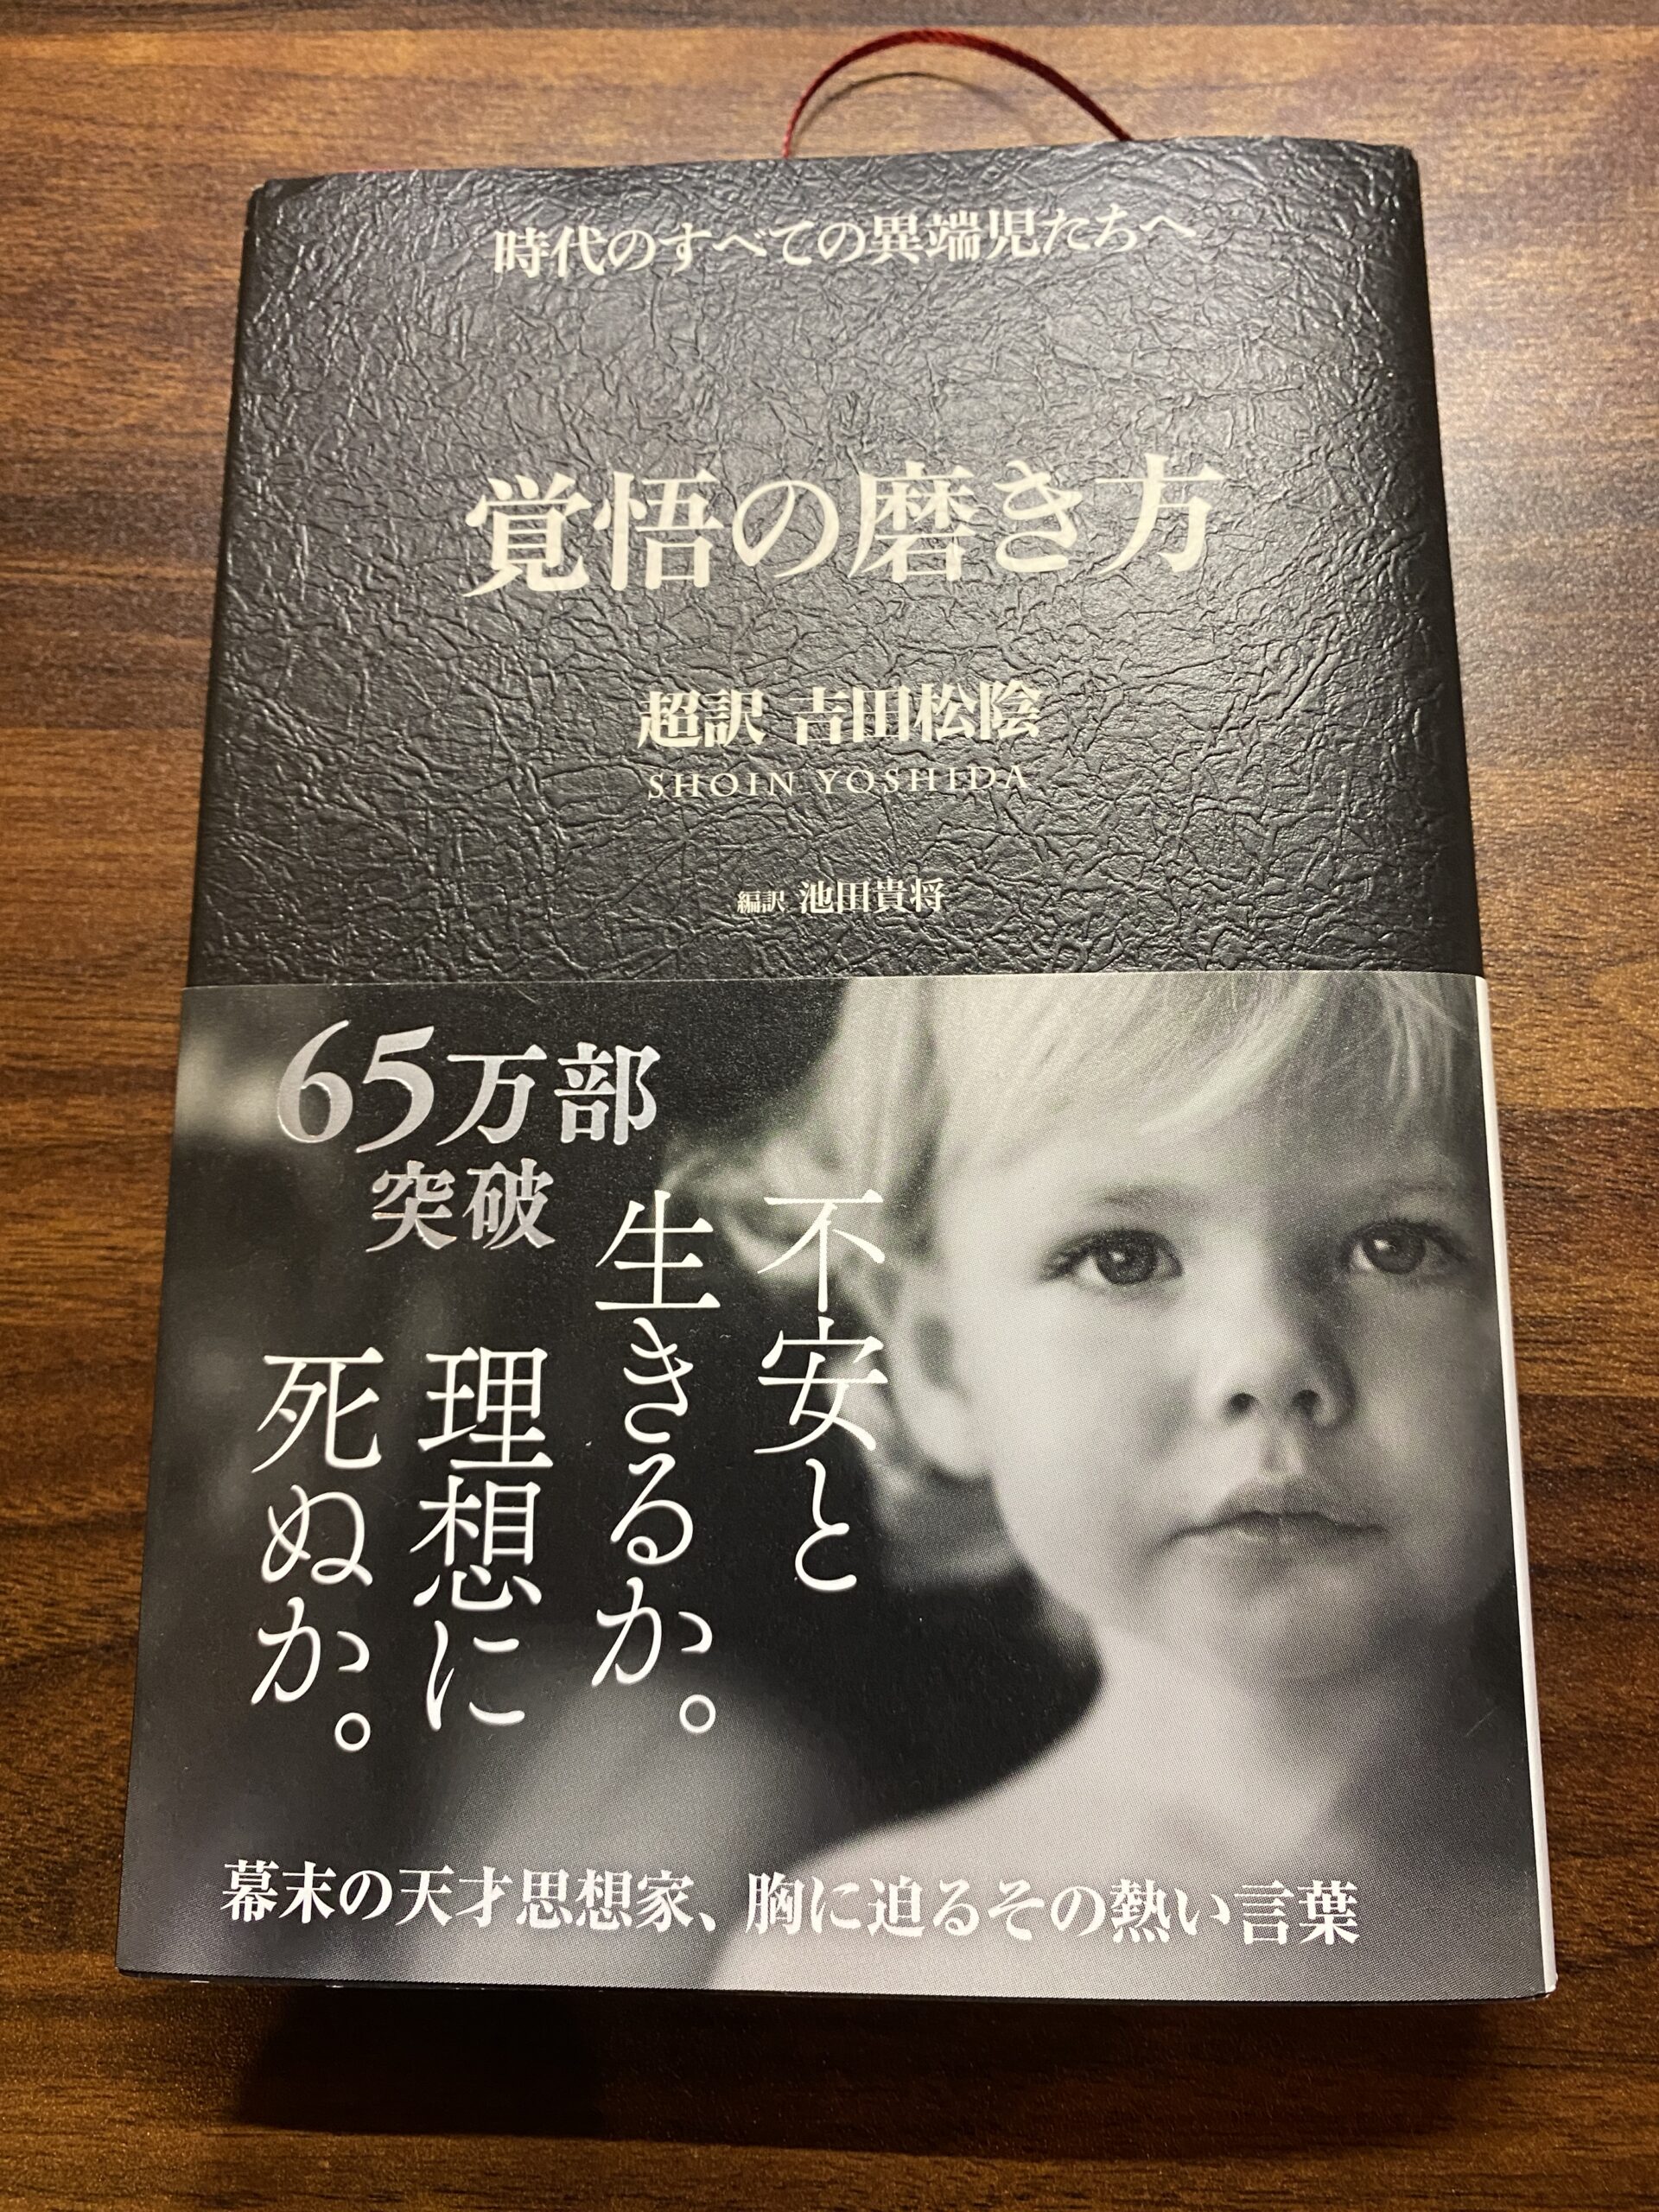 時代のすべての異端児たちへ
覚悟の磨き方
超訳 吉田松陰
SHOIN YOSHIDA
編訳 池田貴将
65万部
突破
不安と
生きるか。
理想に
死ぬか。
幕末の天才思想家、胸に迫るその熱い言葉